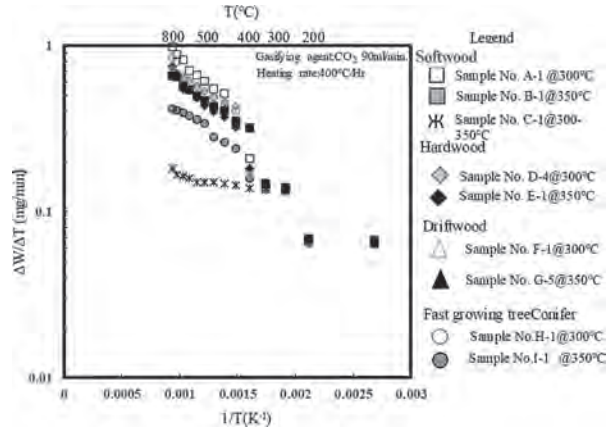 T(°C)
800 500 400 300 200
1
0.1
0.01
ΔW/ΔT (mg/min)
Gasifying agent:CO₂ 90ml/min.
Heating rate:400°C/Hr
0 0.0005 0.001 0.0015 0.002 0.0025 0.003
1/T(K⁻¹)
Legend
Softwood
Sample No. A-1@300°C
Sample No. B-1@350°C
Sample No. C-1@300-
350°C
Hardwood
Sample No. D-4@300°C
Sample No. E-1@350°C
Driftwood
Sample No. F-1@300°C
Sample No. G-5@350°C
Fast growing treeConifer
Sample No.H-1@300°C
Sample No.I-1 @350°C